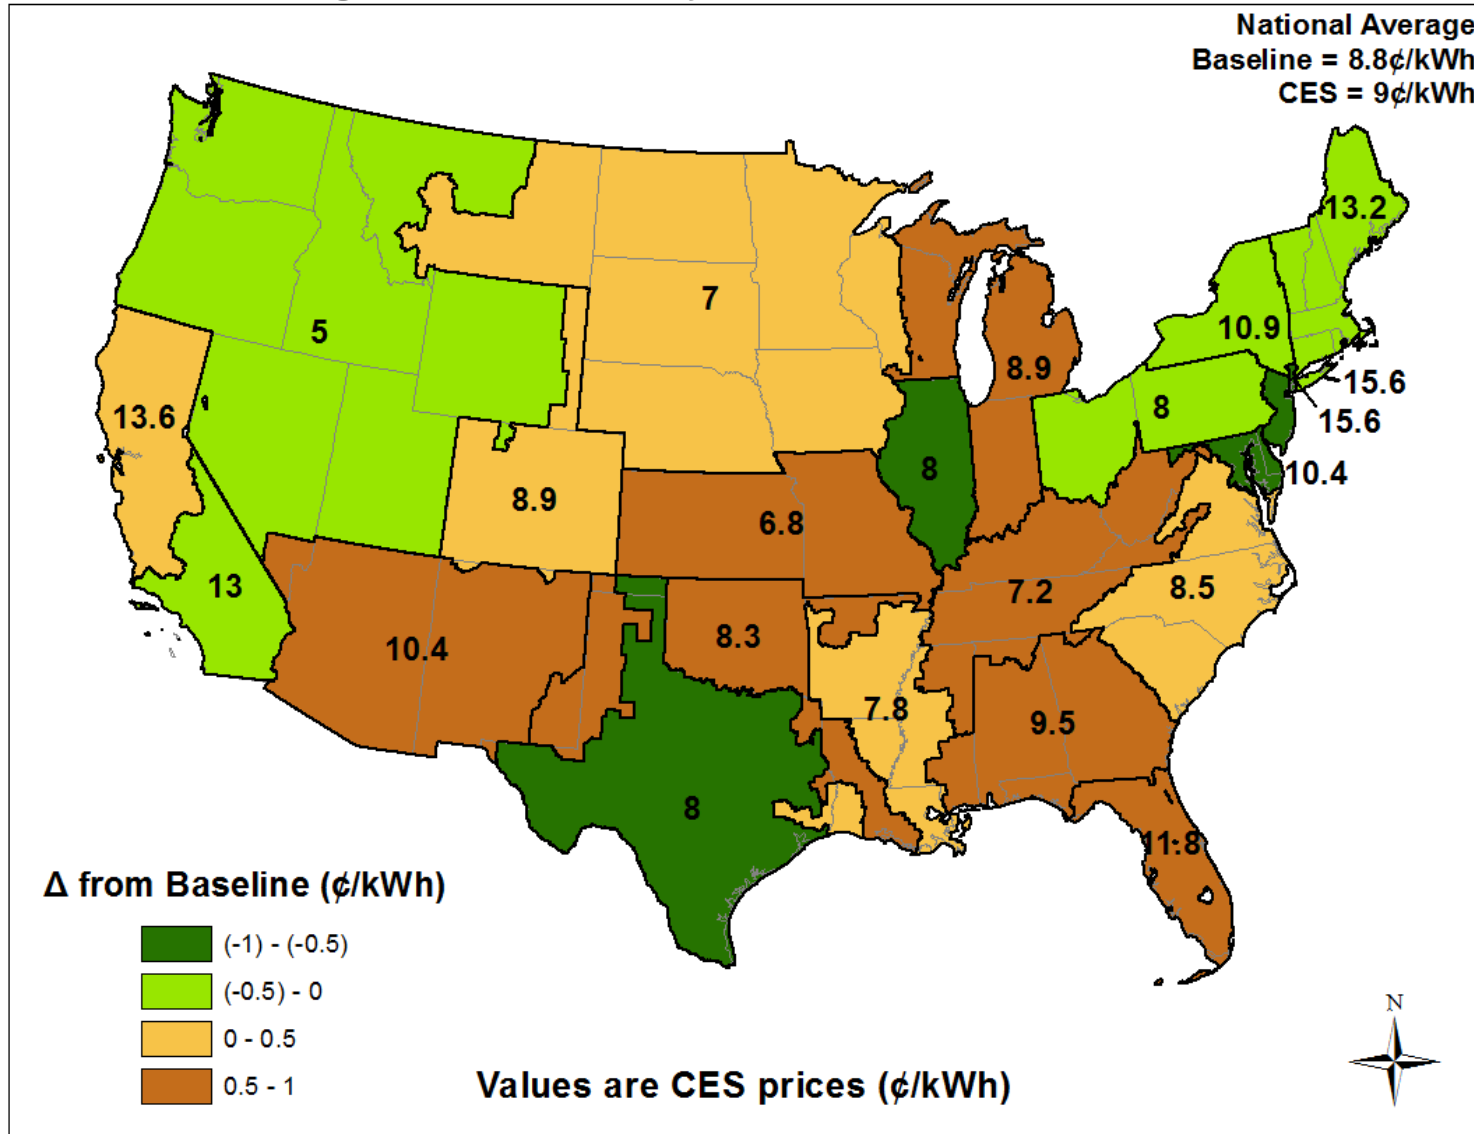 National Average
Baseline = 8.8¢/kWh
CES = 9¢/kWh
13.2
5
7
10.9
8.9
15.6
13.6
8
15.6
8
10.4
8.9
6.8
13
7.2
8.5
10.4
8.3
7.8
9.5
8
11.8
Δ from Baseline (¢/kWh)
(-1) - (-0.5)
(-0.5) - 0
0 - 0.5
0.5 - 1
Values are CES prices (¢/kWh)
N